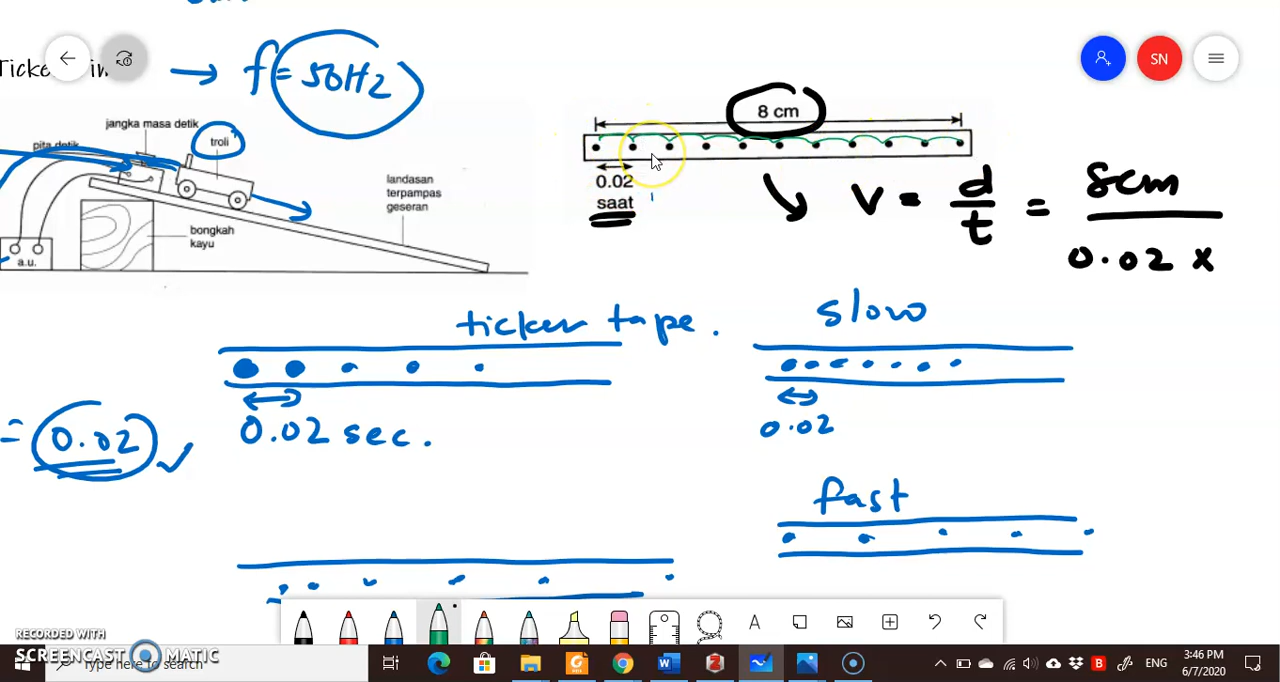 Ticker
→ f = 50Hz
jangka masa detik
pita detik
troli
landasan
terpampas
geseran
bongkah
kayu
a.u.
8 cm
0.02
saat
v = d/t = 8cm / 0.02 x
ticker tape.
slow
0.02 sec.
0.02
= 0.02 ✓
fast
SN
A
RECORDED WITH
SCREENCAST MATIC
Type here to search
ENG
3:46 PM
6/7/2020